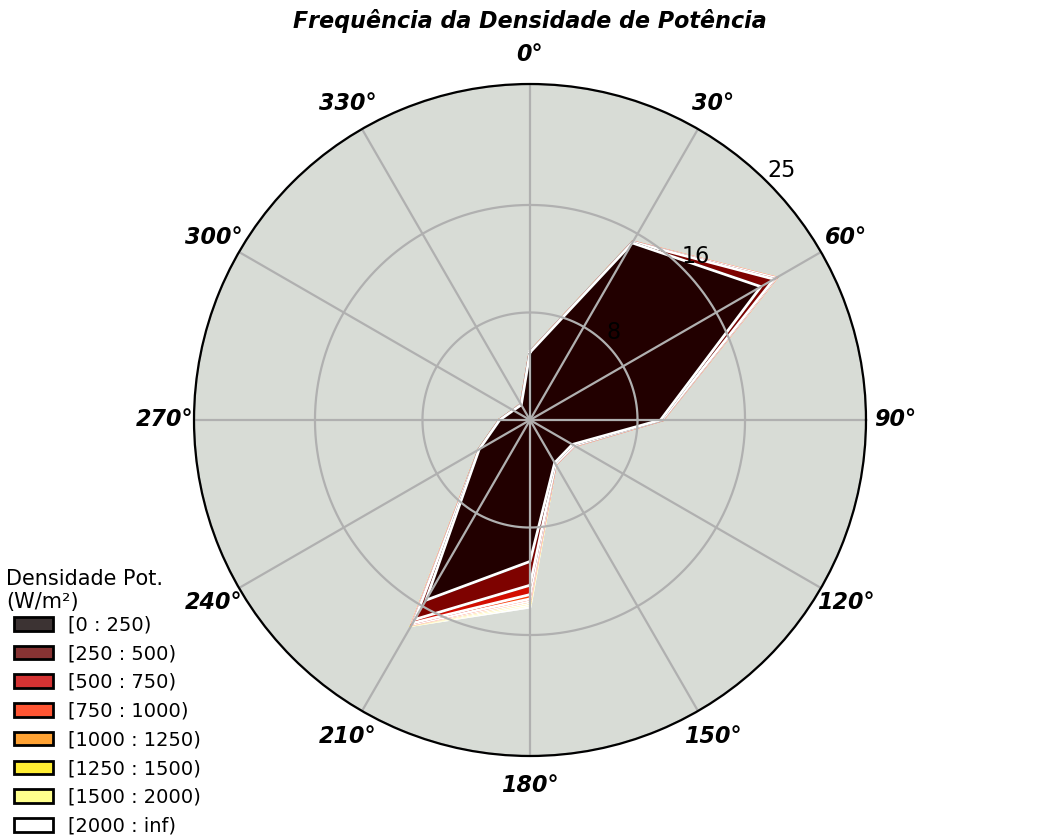 Frequência da Densidade de Potência
0°
330°
30°
25
300°
60°
16
8
270°
90°
Densidade Pot.
(W/m²)
240°
120°
[0 : 250)
[250 : 500)
[500 : 750)
[750 : 1000)
210°
150°
[1000 : 1250)
[1250 : 1500)
180°
[1500 : 2000)
[2000 : inf)